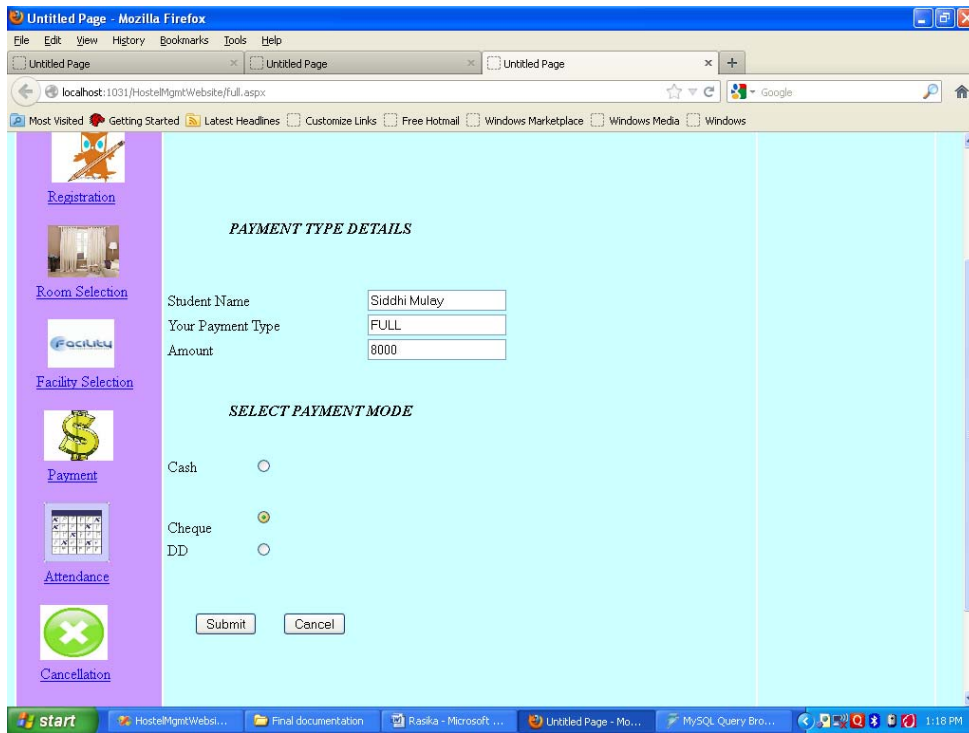 Untitled Page - Mozilla Firefox
File Edit View History Bookmarks Tools Help
Untitled Page
Untitled Page
Untitled Page
localhost:1031/HostelMgmtWebsite/full.aspx
Google
Most Visited Getting Started Latest Headlines Customize Links Free Hotmail Windows Marketplace Windows Media Windows
Registration
Room Selection
Facility
Facility Selection
Payment
Attendance
Cancellation
PAYMENT TYPE DETAILS
Student Name Siddhi Mulay
Your Payment Type FULL
Amount 8000
SELECT PAYMENT MODE
Cash
Cheque
DD
Submit Cancel
start HostelMgmtWebsi... Final documentation Rasika - Microsoft ... Untitled Page - Mo... MySQL Query Bro... 1:18 PM